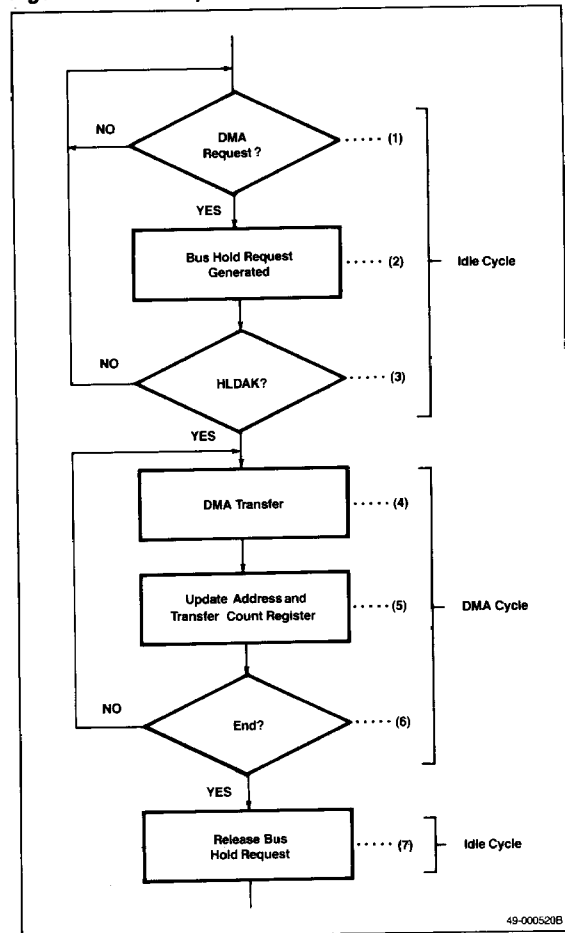 NO
DMA
Request?
(1)
YES
Bus Hold Request
Generated
(2)
Idle Cycle
NO
HLDAK?
(3)
YES
DMA Transfer
(4)
Update Address and
Transfer Count Register
(5)
DMA Cycle
NO
End?
(6)
YES
Release Bus
Hold Request
(7)
Idle Cycle
49-000520B